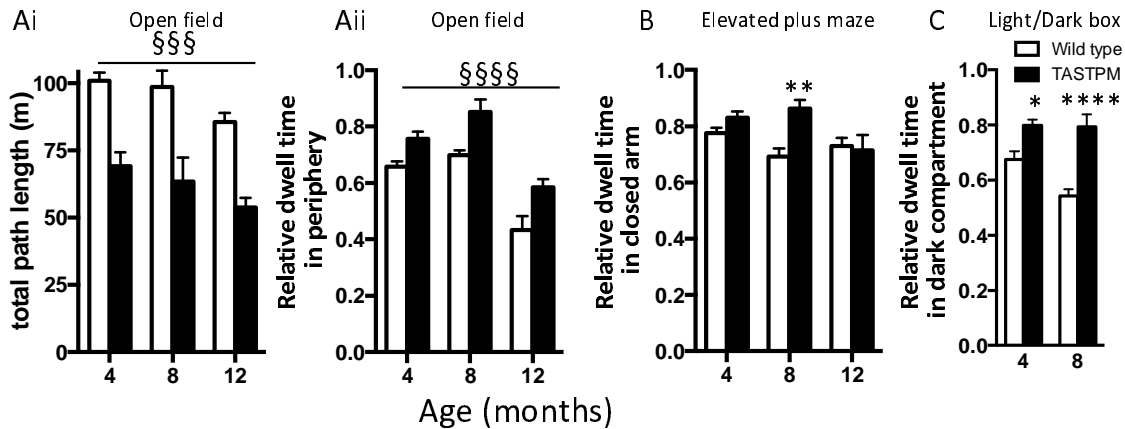 Ai
Open field
§§§
total path length (m)
100
75
50
25
0
4 8 12
Aii
Open field
§§§§
Relative dwell time
in periphery
1.0
0.8
0.6
0.4
0.2
0.0
4 8 12
B
Elevated plus maze
**
Relative dwell time
in closed arm
1.0
0.8
0.6
0.4
0.2
0.0
4 8 12
C
Light/Dark box
Wild type
TASTPM
* ****
Relative dwell time
in dark compartment
1.0
0.8
0.6
0.4
0.2
0.0
4 8
Age (months)